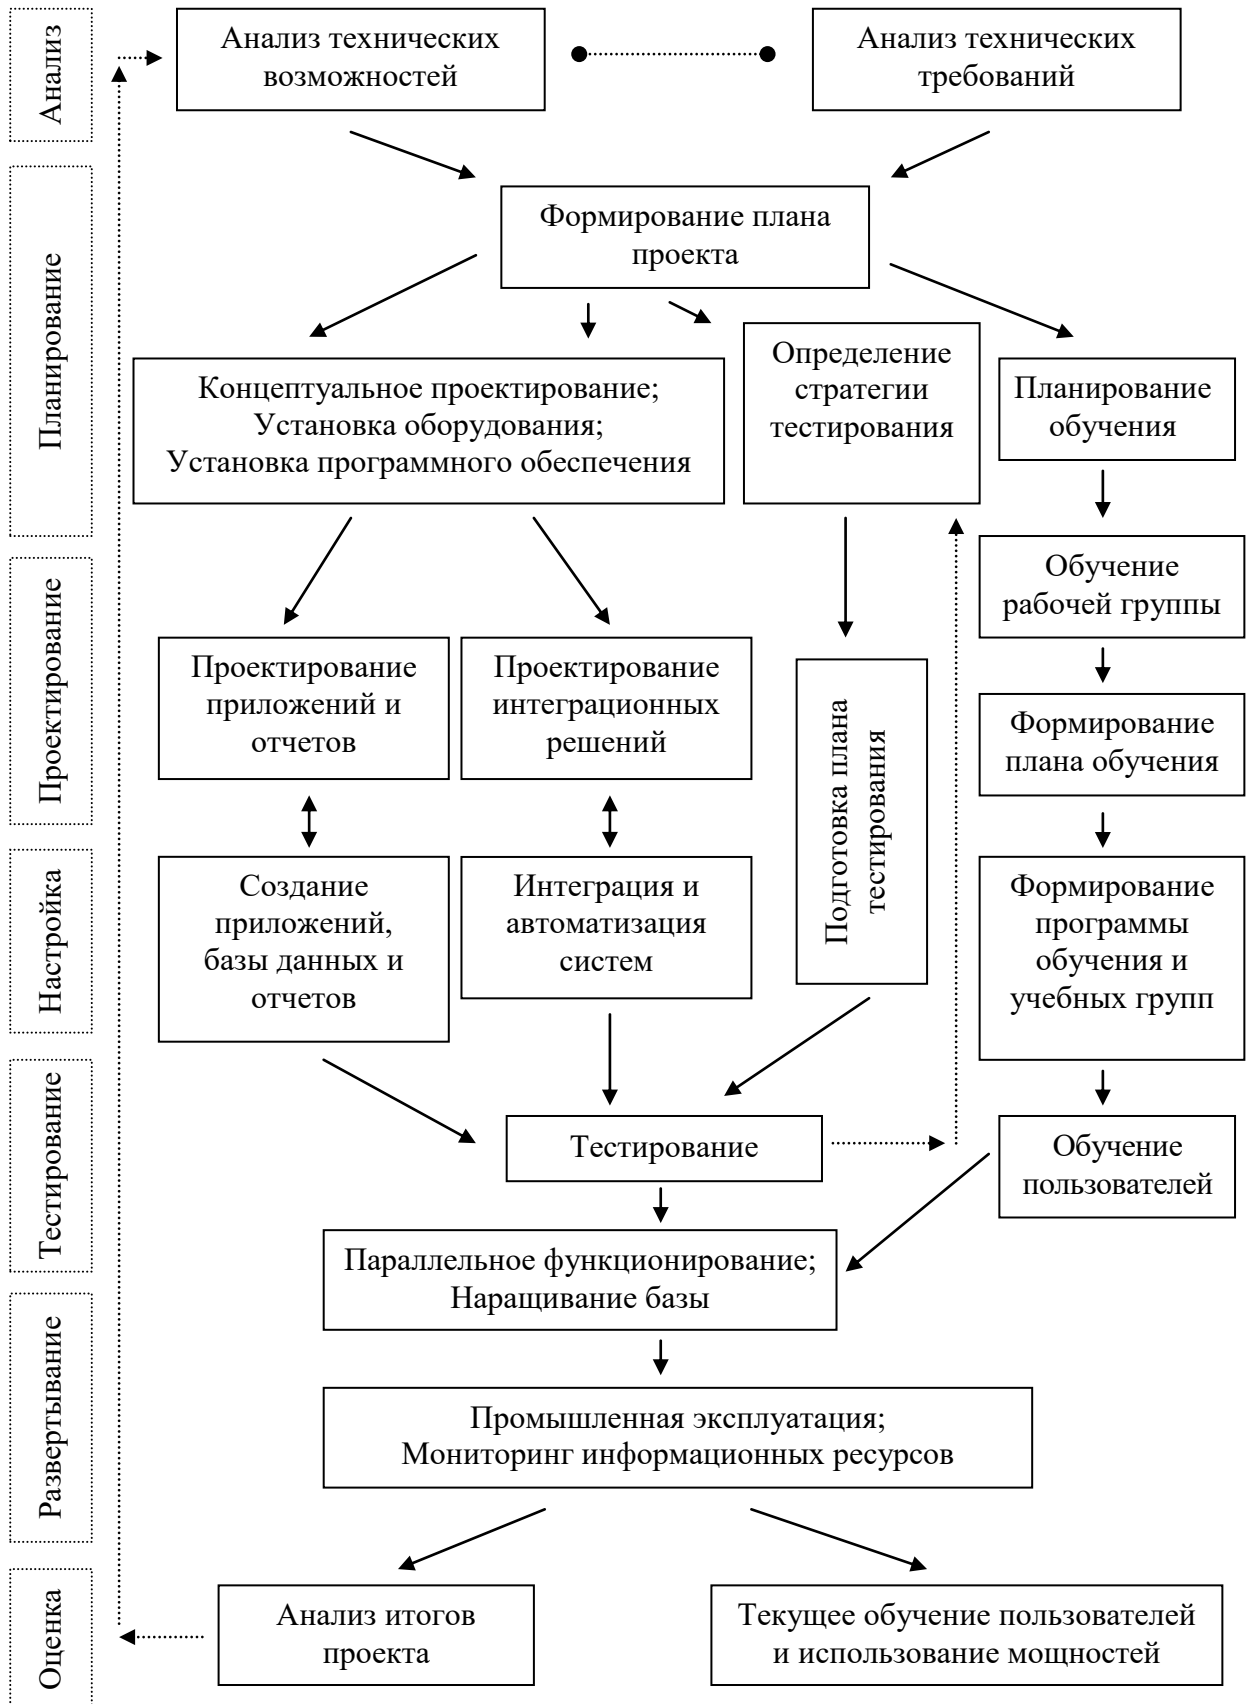 Анализ
Анализ технических
возможностей
Анализ технических
требований
Планирование
Формирование плана
проекта
Концептуальное проектирование;
Установка оборудования;
Установка программного обеспечения
Определение
стратегии
тестирования
Планирование
обучения
Проектирование
Обучение
рабочей группы
Проектирование
приложений и
отчетов
Проектирование
интеграционных
решений
Подготовка плана
тестирования
Формирование
плана обучения
Настройка
Создание
приложений,
базы данных и
отчетов
Интеграция и
автоматизация
систем
Формирование
программы
обучения и
учебных групп
Тестирование
Тестирование
Обучение
пользователей
Параллельное функционирование;
Наращивание базы
Развертывание
Промышленная эксплуатация;
Мониторинг информационных ресурсов
Оценка
Анализ итогов
проекта
Текущее обучение пользователей
и использование мощностей